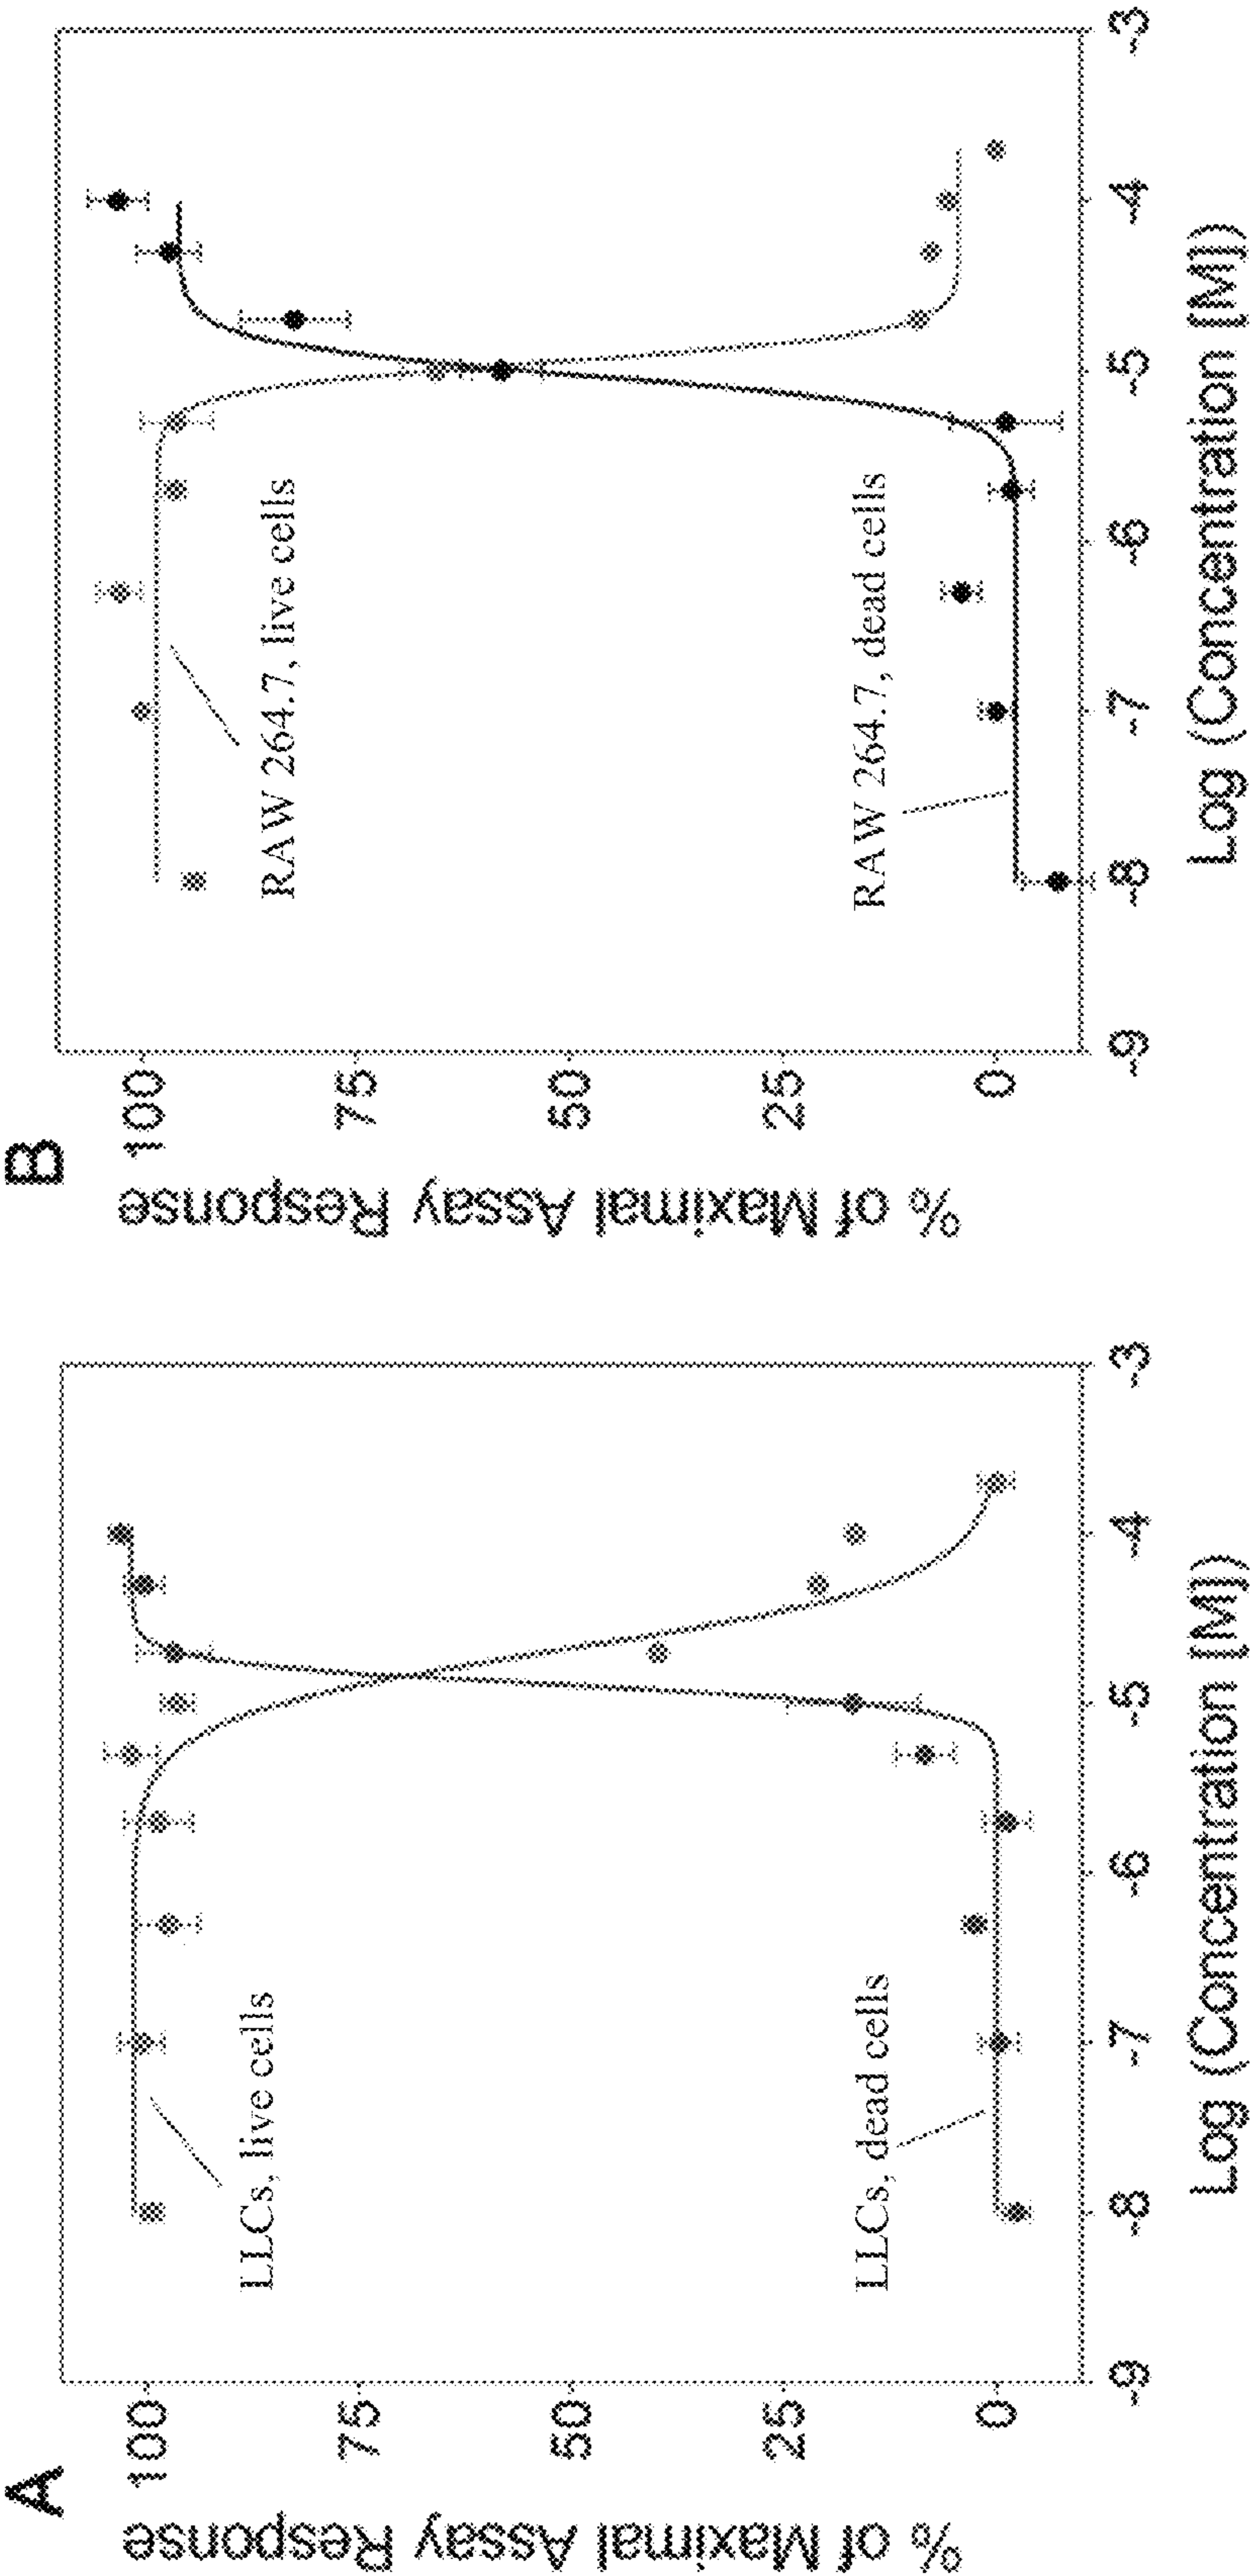 A
% of Maximal Assay Response
100
75
50
25
0
LLCs, live cells
LLCs, dead cells
-9 -8 -7 -6 -5 -4 -3
Log (Concentration [M])
B
% of Maximal Assay Response
100
75
50
25
0
RAW 264.7, live cells
RAW 264.7, dead cells
-9 -8 -7 -6 -5 -4 -3
Log (Concentration [M])